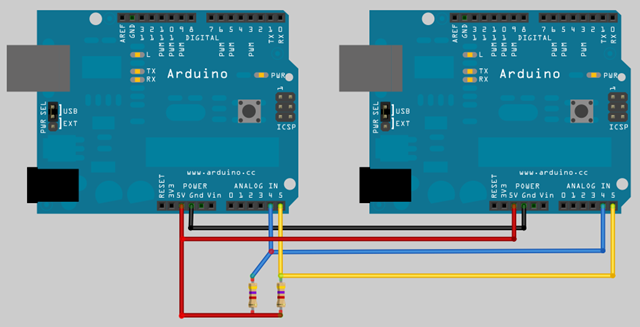 AREF
GND
13
12
11
10
9
8
7
6
5
4
3
2
1
0
PWM
PWM
PWM
PWM
PWM
PWM
TX
RX
DIGITAL
L
TX
RX
Arduino
PWR
1
ICSP
PWR SEL
USB
EXT
www.arduino.cc
POWER
ANALOG IN
RESET
3V3
5V Gnd Vin
0 1 2 3 4 5
AREF
GND
13
12
11
10
9
8
7
6
5
4
3
2
1
0
PWM
PWM
PWM
PWM
PWM
PWM
TX
RX
DIGITAL
L
TX
RX
Arduino
PWR
1
ICSP
PWR SEL
USB
EXT
www.arduino.cc
POWER
ANALOG IN
RESET
3V3
5V Gnd Vin
0 1 2 3 4 5